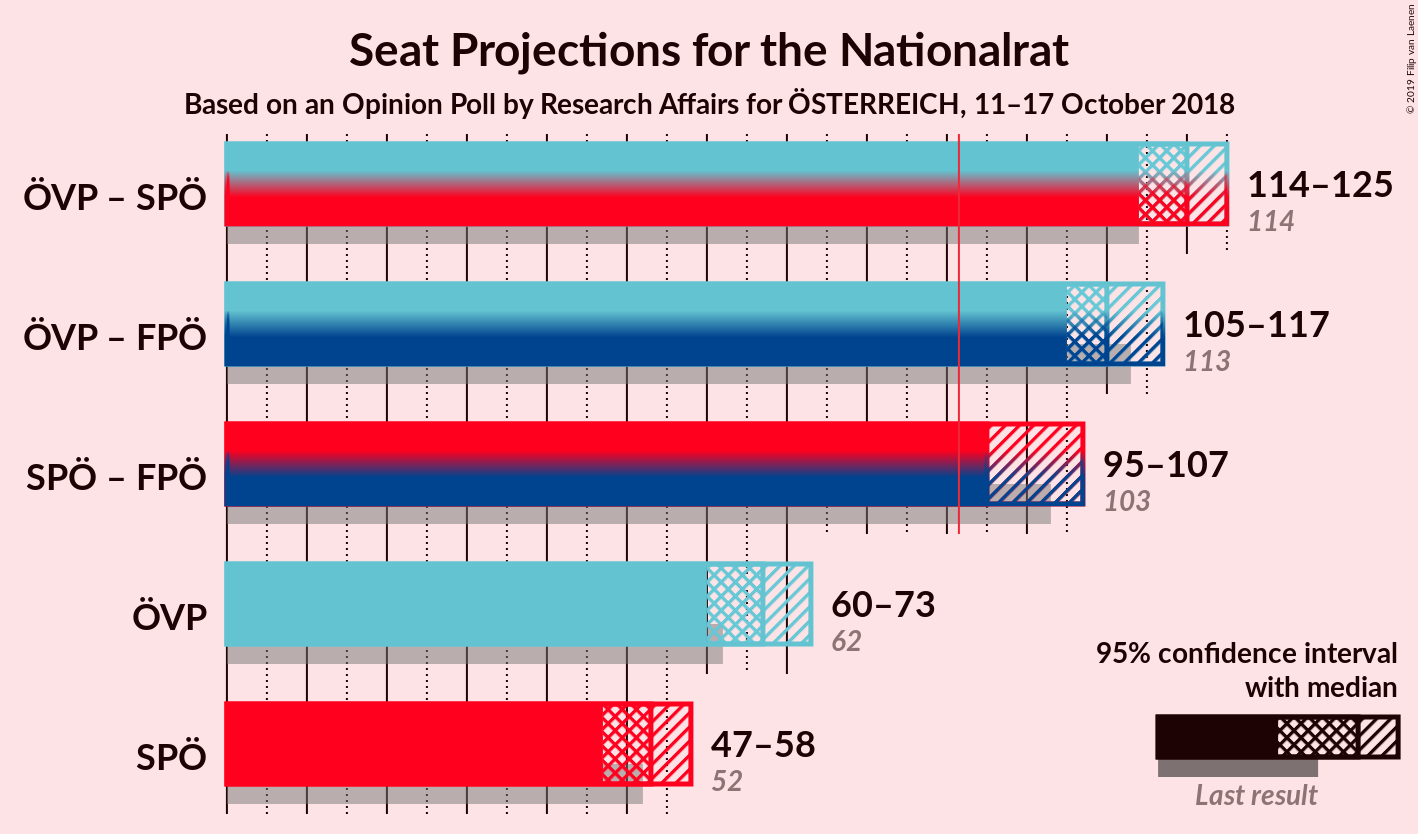 Seat Projections for the Nationalrat
Based on an Opinion Poll by Research Affairs for ÖSTERREICH, 11–17 October 2018
© 2019 Filip van Laenen
ÖVP – SPÖ
114–125
114
ÖVP – FPÖ
105–117
113
SPÖ – FPÖ
95–107
103
ÖVP
60–73
62
SPÖ
47–58
52
95% confidence interval
with median
Last result